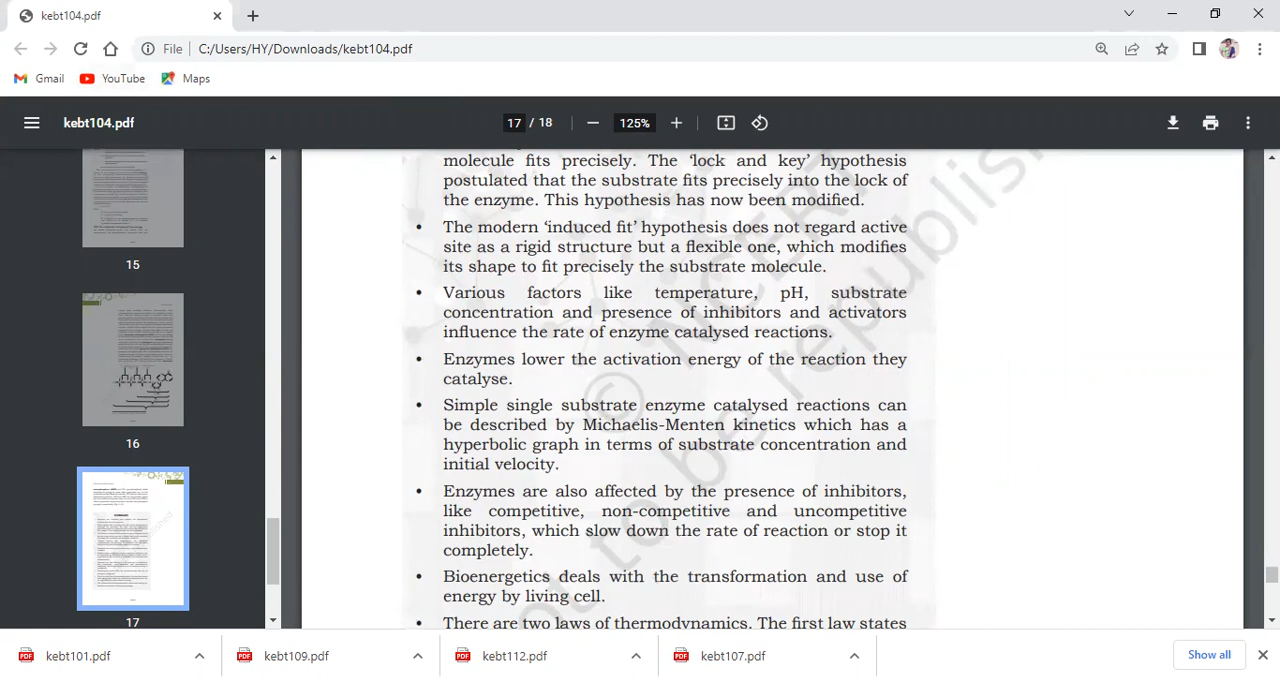 kebt104.pdf
File C:/Users/HY/Downloads/kebt104.pdf
Gmail YouTube Maps
kebt104.pdf 17 / 18 125%
15
16
17
molecule fits precisely. The ‘lock and key’ hypothesis
postulated that the substrate fits precisely into the lock of
the enzyme. This hypothesis has now been modified.
• The modern ‘induced fit’ hypothesis does not regard active
site as a rigid structure but a flexible one, which modifies
its shape to fit precisely the substrate molecule.
• Various factors like temperature, pH, substrate
concentration and presence of inhibitors and activators
influence the rate of enzyme catalysed reactions.
• Enzymes lower the activation energy of the reaction they
catalyse.
• Simple single substrate enzyme catalysed reactions can
be described by Michaelis-Menten kinetics which has a
hyperbolic graph in terms of substrate concentration and
initial velocity.
• Enzymes are also affected by the presence of inhibitors,
like competitive, non-competitive and uncompetitive
inhibitors, which slow down the rate of reaction or stop it
completely.
• Bioenergetics deals with the transformation and use of
energy by living cell.
• There are two laws of thermodynamics. The first law states
kebt101.pdf kebt109.pdf kebt112.pdf kebt107.pdf Show all